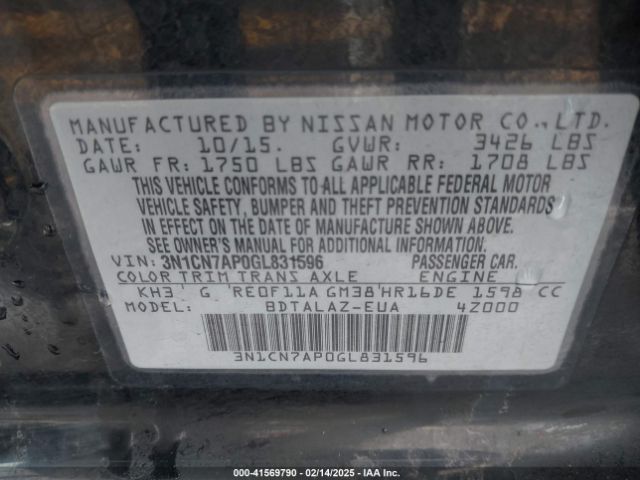 MANUFACTURED BY NISSAN MOTOR CO., LTD.
DATE: 10/15. GVWR: 3426 LBS
GAWR FR: 1750 LBS GAWR RR: 1708 LBS
THIS VEHICLE CONFORMS TO ALL APPLICABLE FEDERAL MOTOR
VEHICLE SAFETY, BUMPER AND THEFT PREVENTION STANDARDS
IN EFFECT ON THE DATE OF MANUFACTURE SHOWN ABOVE.
SEE OWNER'S MANUAL FOR ADDITIONAL INFORMATION.
VIN: 3N1CN7AP0GL831596 PASSENGER CAR.
COLOR TRIM TRANS AXLE ENGINE
KH3 G RE0F11A GM38 HR16DE 1598 CC
MODEL: BDTALAZ-EUA 4Z000
3N1CN7AP0GL831596
000-41569790 - 02/14/2025 - IAA Inc.